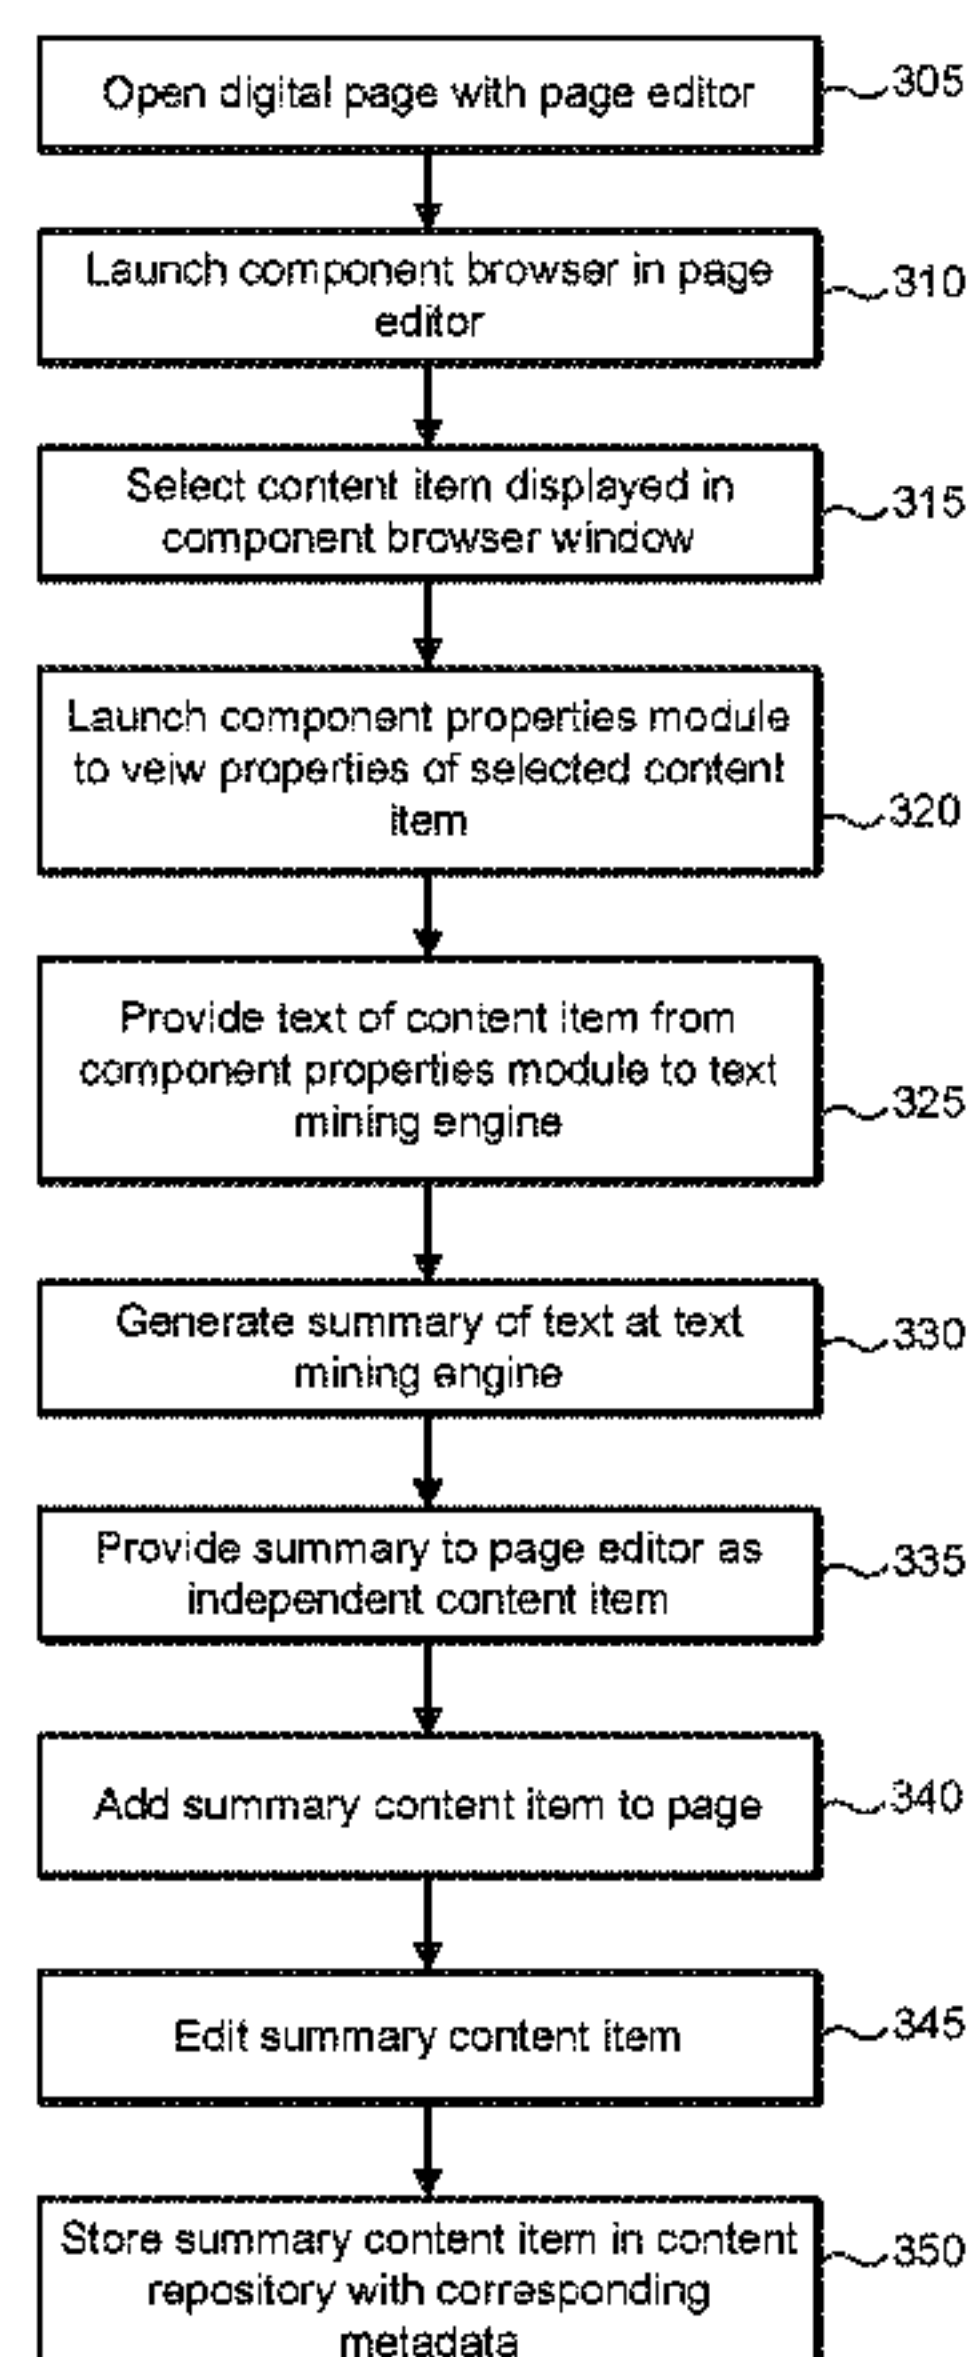 Open digital page with page editor
305
Launch component browser in page
editor
310
Select content item displayed in
component browser window
315
Launch component properties module
to veiw properties of selected content
item
320
Provide text of content item from
component properties module to text
mining engine
325
Generate summary of text at text
mining engine
330
Provide summary to page editor as
independent content item
335
Add summary content item to page
340
Edit summary content item
345
Store summary content item in content
repository with corresponding
metadata
350